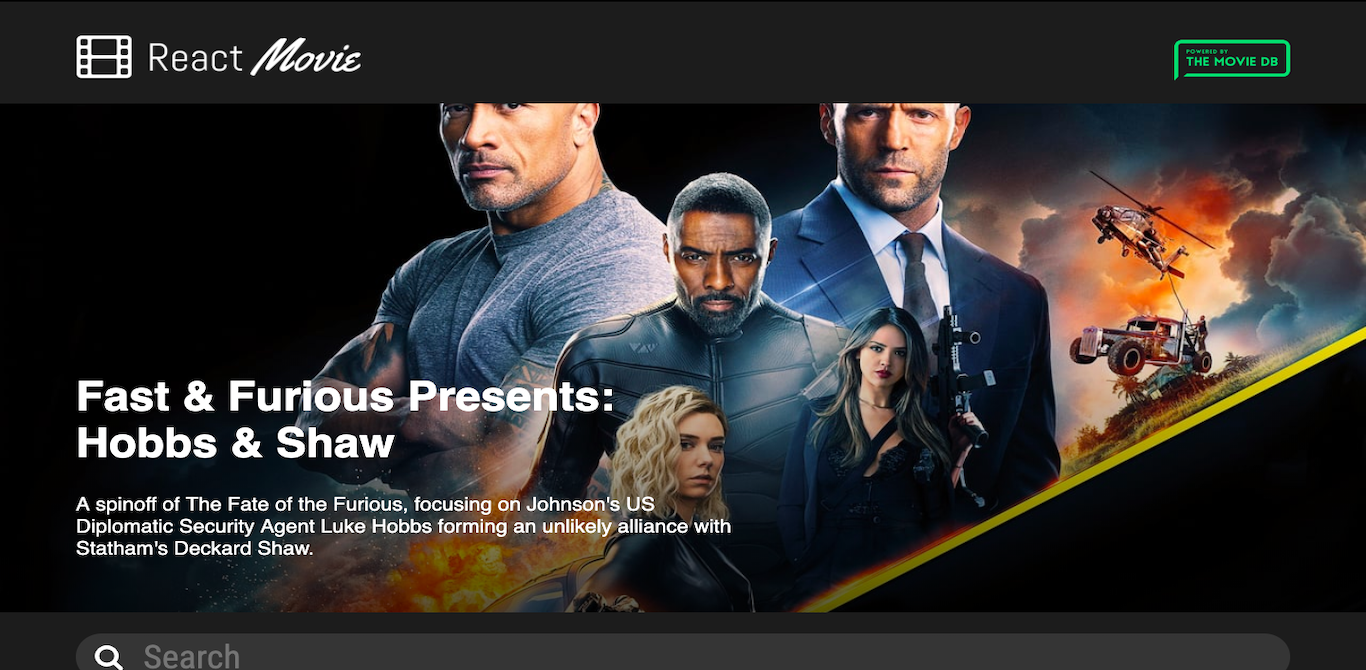 React Movie
POWERED BY
THE MOVIE DB
Fast & Furious Presents:
Hobbs & Shaw
A spinoff of The Fate of the Furious, focusing on Johnson's US
Diplomatic Security Agent Luke Hobbs forming an unlikely alliance with
Statham's Deckard Shaw.
Search